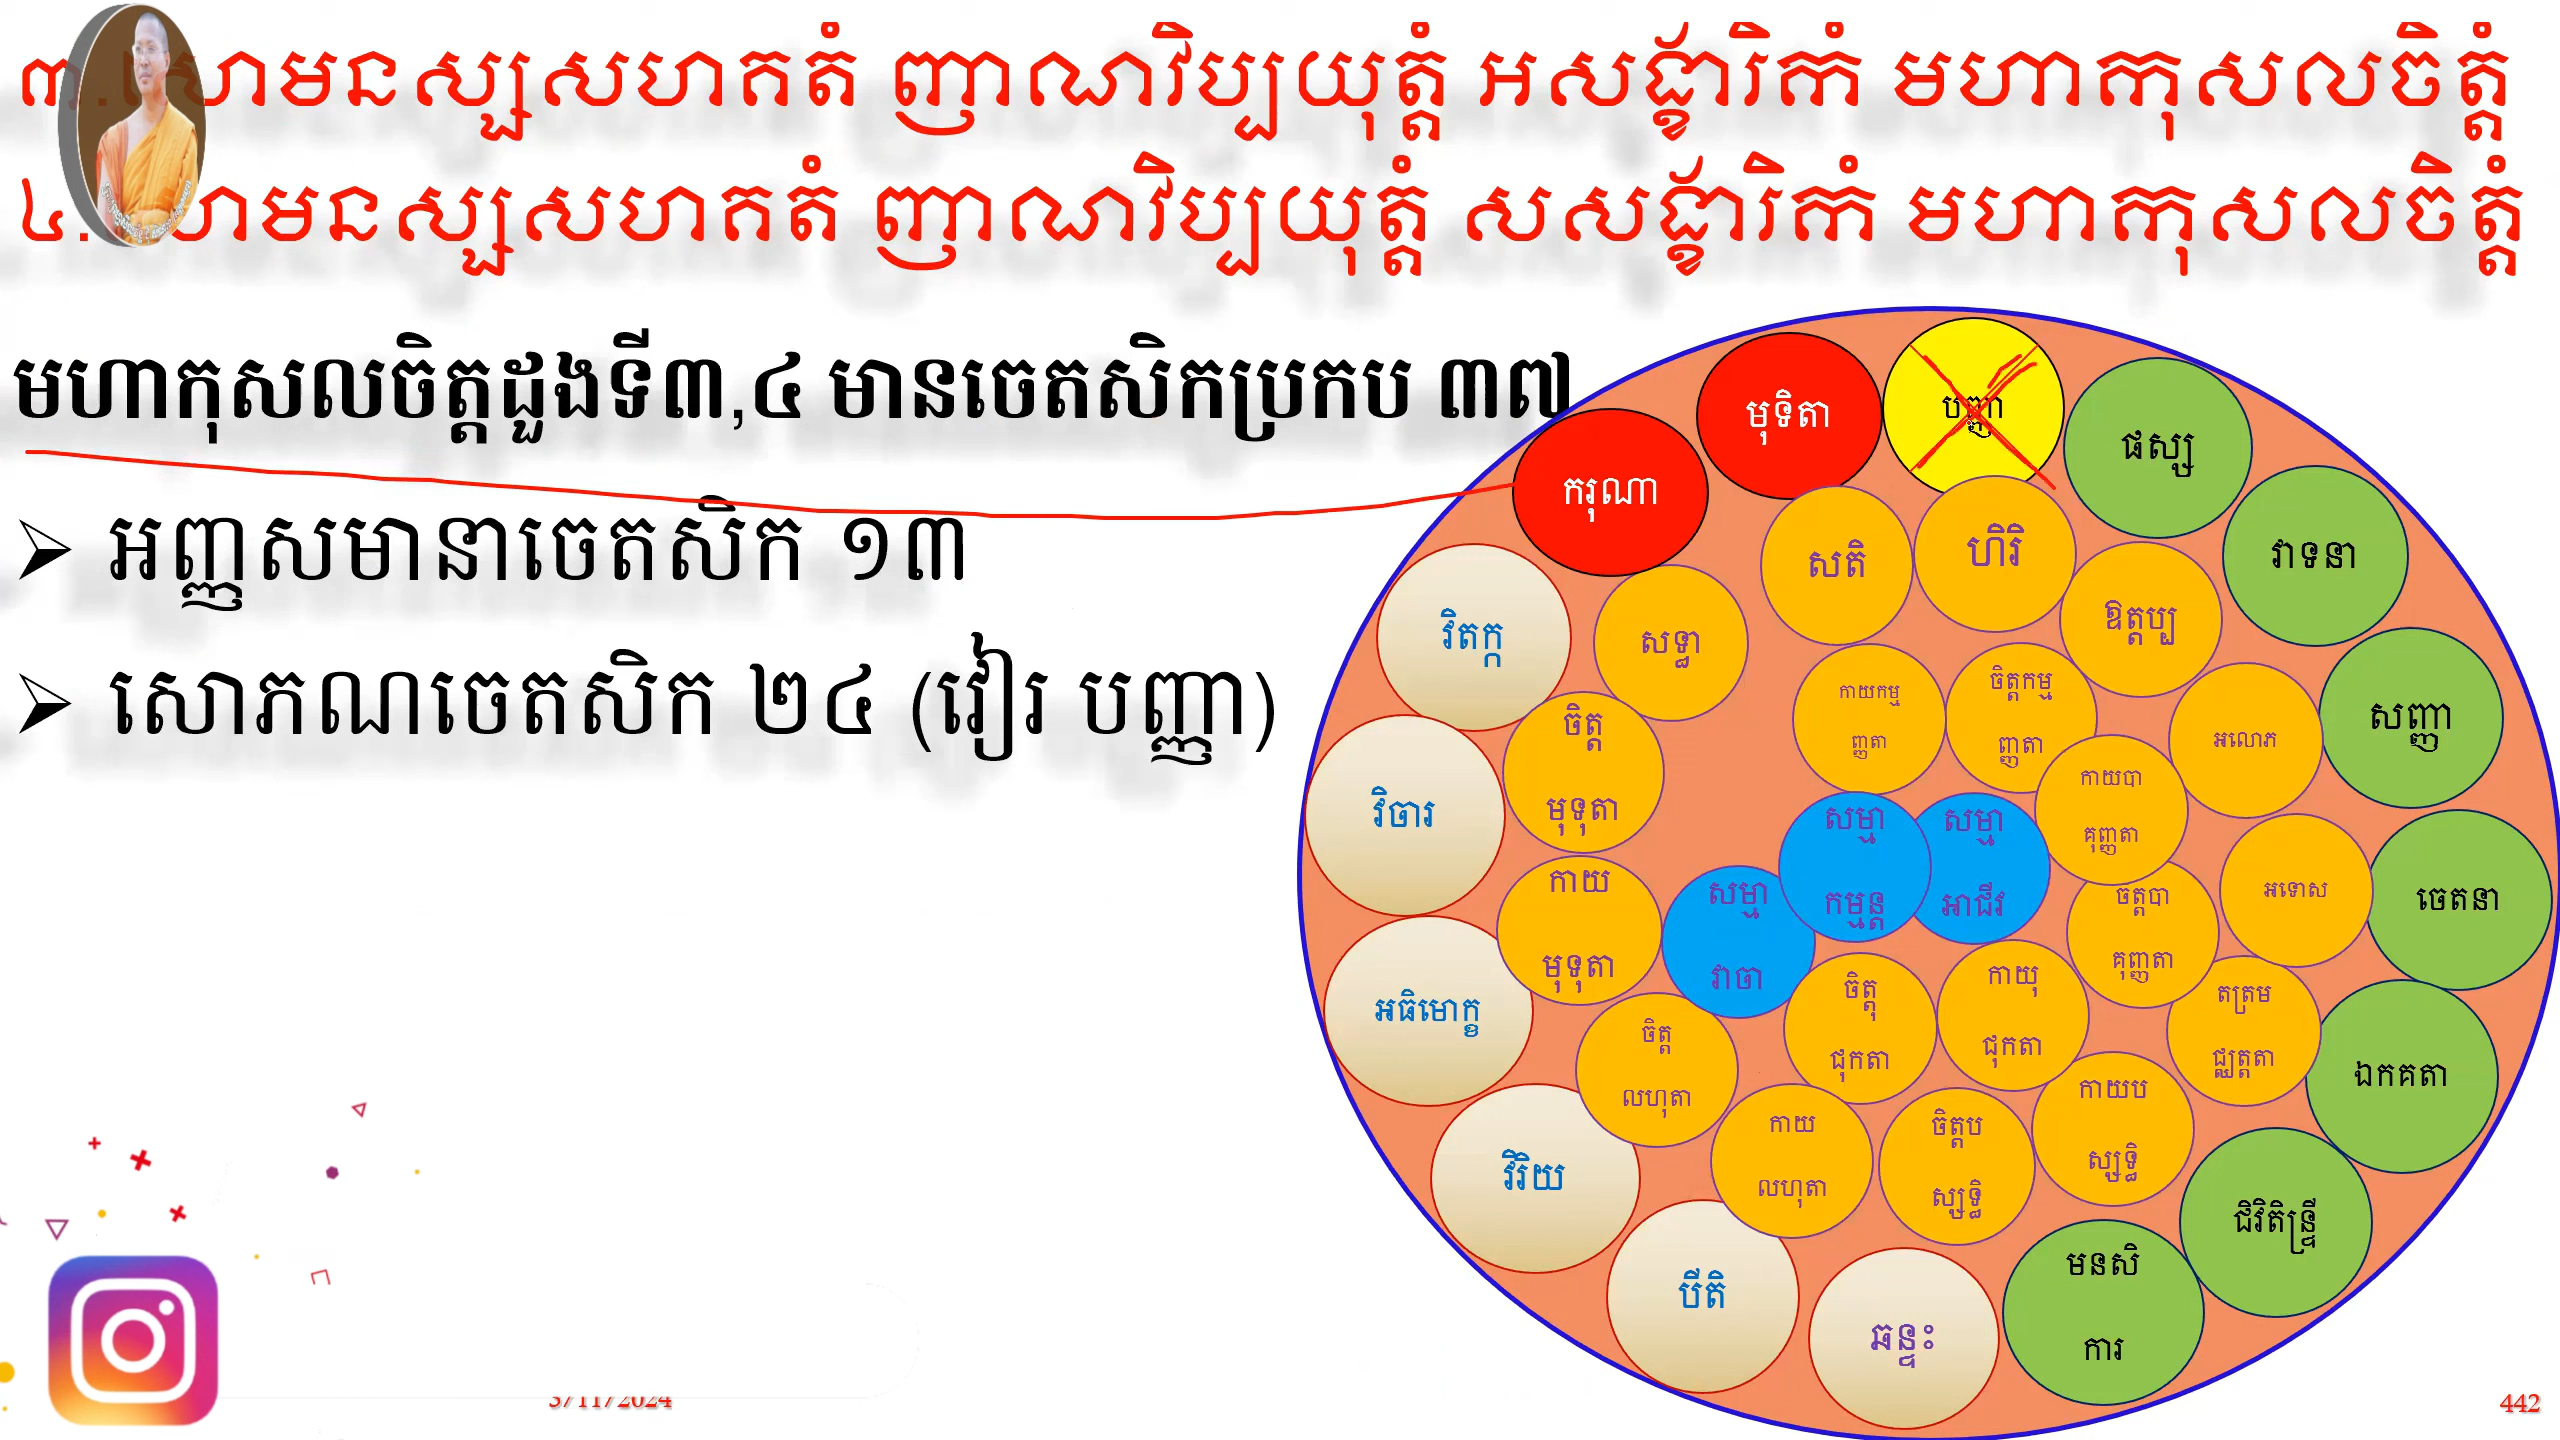 ៣.សោមនស្សសហគតំ ញាណវិប្បយុត្តំ អសង្ខារិកំ មហាកុសលចិត្តំ
៤.សោមនស្សសហគតំ ញាណវិប្បយុត្តំ សសង្ខារិកំ មហាកុសលចិត្តំ
មហាកុសលចិត្តដួងទី៣,៤ មានចេតសិកប្រកប ៣៧
➢ អញ្ញសមានាចេតសិក ១៣
➢ សោភណចេតសិក ២៤ (វៀរ បញ្ញា)
មុទិតា
បញ្ញា
ផស្ស
ករុណា
វេទនា
សតិ
ហិរិ
ឱត្តប្ប
វិតក្ក
សទ្ធា
សញ្ញា
កាយកម្ម
ញ្ញតា
ចិត្តកម្ម
ញ្ញតា
អលោភ
ចិត្ត
មុទុតា
កាយបា
គុញ្ញតា
វិចារ
សម្មា
កម្មន្ត
សម្មា
អាជីវ
អទោស
ចេតនា
កាយ
មុទុតា
សម្មា
វាចា
ចិត្តបា
គុញ្ញតា
អធិមោក្ខ
ចិត្តុ
ជុកតា
កាយុ
ជុកតា
តត្រម
ជ្ឈត្តតា
ឯកគតា
ចិត្ត
លហុតា
កាយ
លហុតា
ចិត្តប
ស្សទ្ធិ
កាយប
ស្សទ្ធិ
វិរិយ
ជិវិតិន្ទ្រី
បីតិ
ឆន្ទះ
មនសិ
ការ
3/11/2024
442